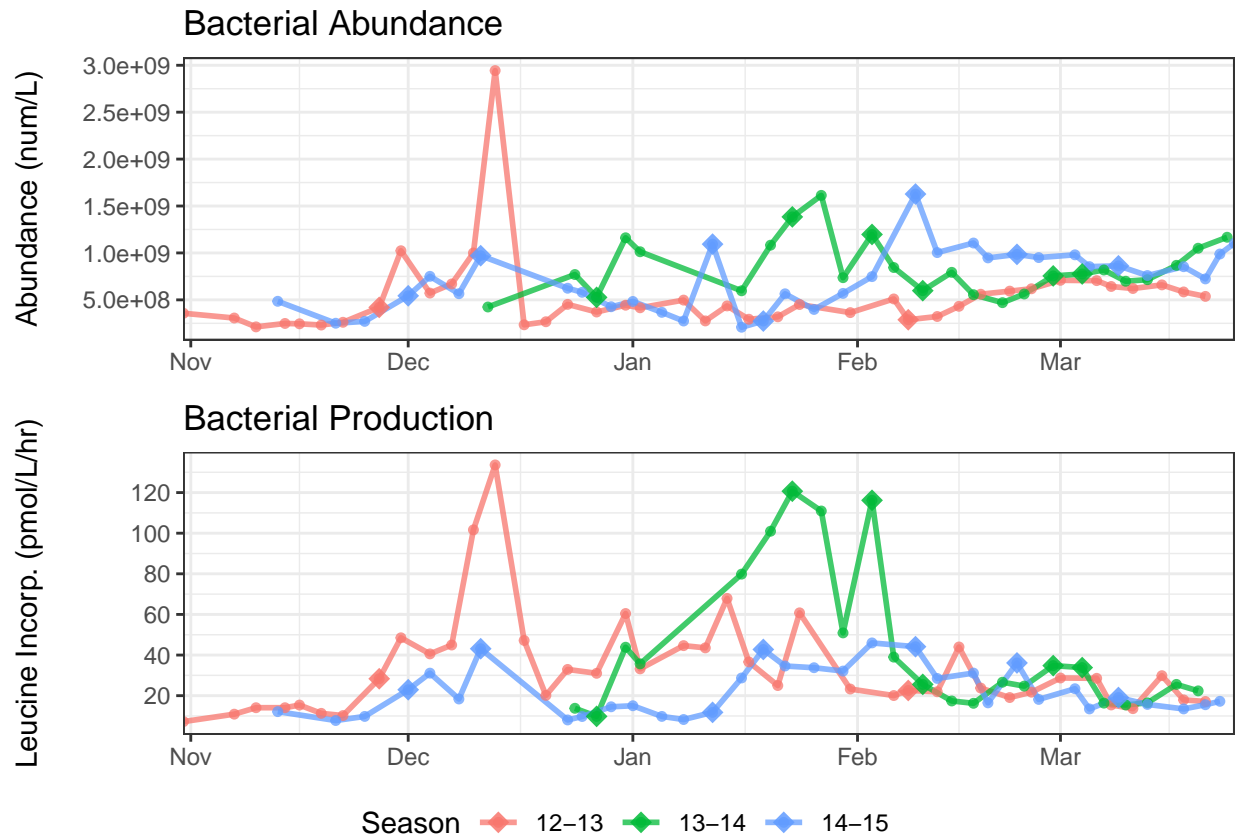 Bacterial Abundance
Abundance (num/L)
3.0e+09
2.5e+09
2.0e+09
1.5e+09
1.0e+09
5.0e+08
Nov Dec Jan Feb Mar
Bacterial Production
Leucine Incorp. (pmol/L/hr)
120
100
80
60
40
20
Nov Dec Jan Feb Mar
Season 12−13 13−14 14−15